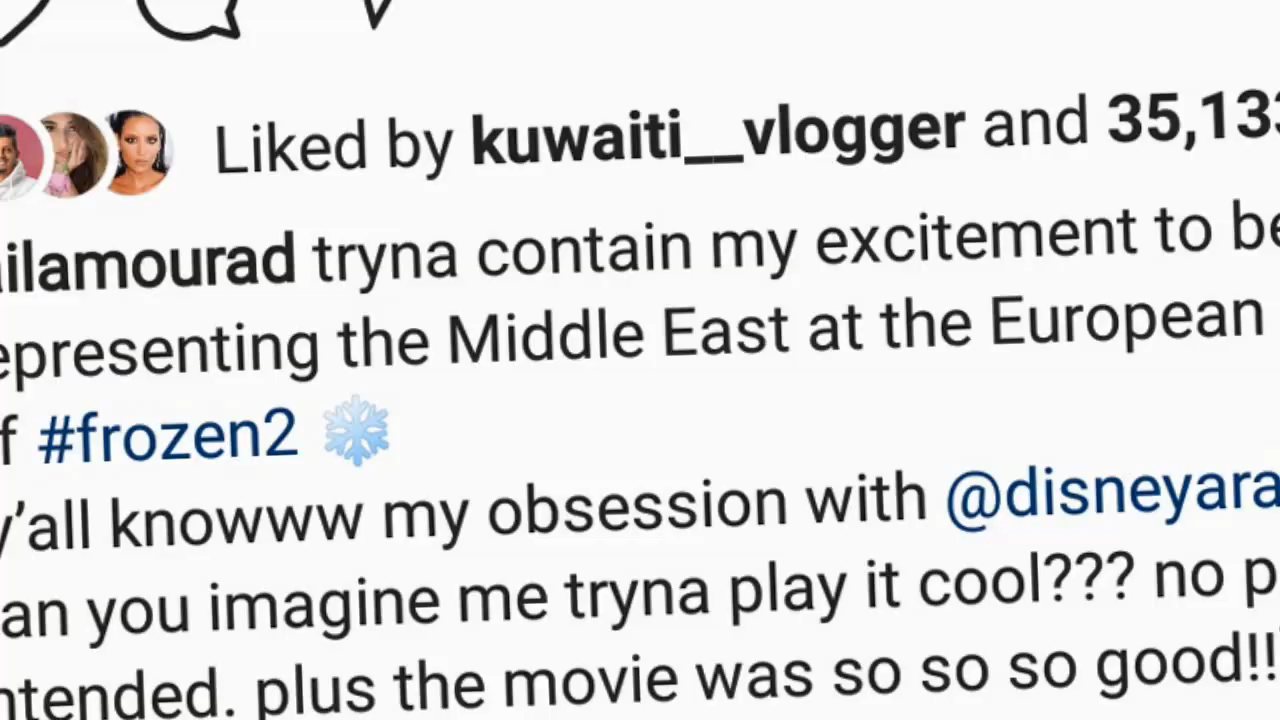 Liked by kuwaiti__vlogger and 35,133
ilamourad tryna contain my excitement to be
epresenting the Middle East at the European
f #frozen2 ❄️
y'all knowww my obsession with @disneyara
an you imagine me tryna play it cool??? no p
ntended. plus the movie was so so so good!!